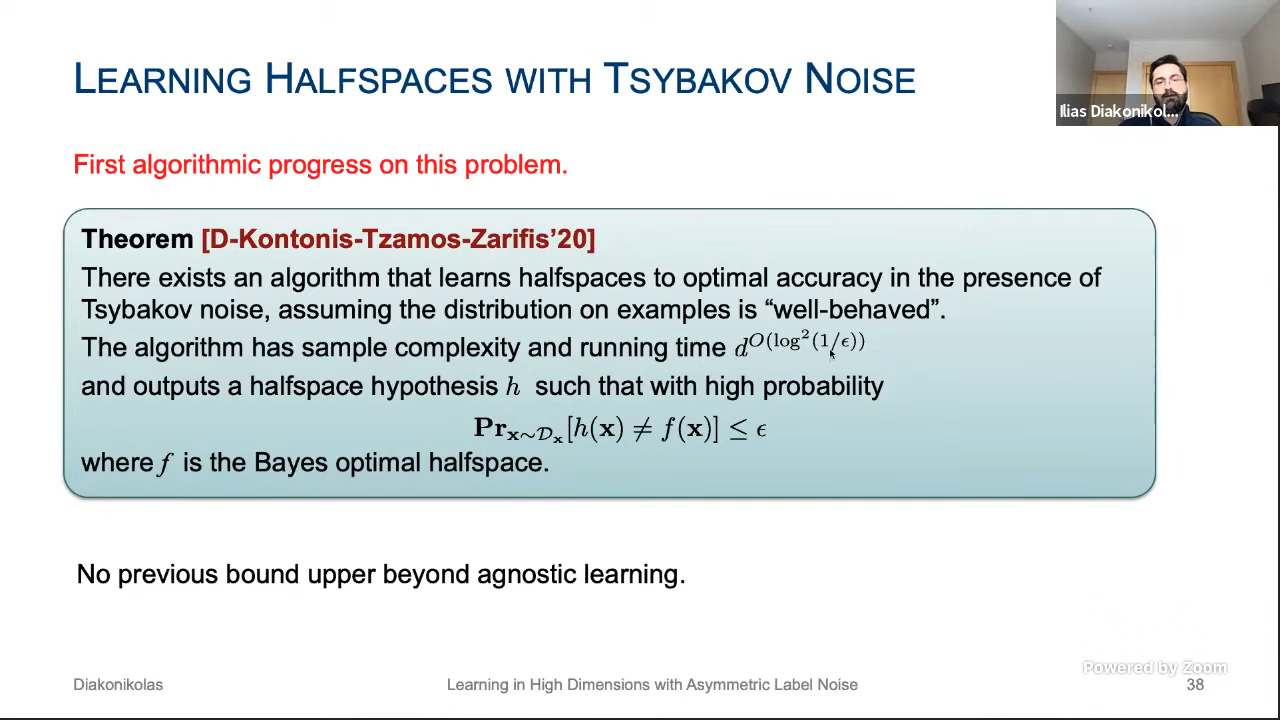 LEARNING HALFSPACES WITH TSYBAKOV NOISE
Ilias Diakonikol...
First algorithmic progress on this problem.
Theorem [D-Kontonis-Tzamos-Zarifis’20]
There exists an algorithm that learns halfspaces to optimal accuracy in the presence of
Tsybakov noise, assuming the distribution on examples is “well-behaved”.
The algorithm has sample complexity and running time d^{O(log^2(1/ϵ))}
and outputs a halfspace hypothesis h such that with high probability
Pr_{x∼D_x}[h(x) ≠ f(x)] ≤ ϵ
where f is the Bayes optimal halfspace.
No previous bound upper beyond agnostic learning.
Powered by Zoom
Diakonikolas Learning in High Dimensions with Asymmetric Label Noise 38